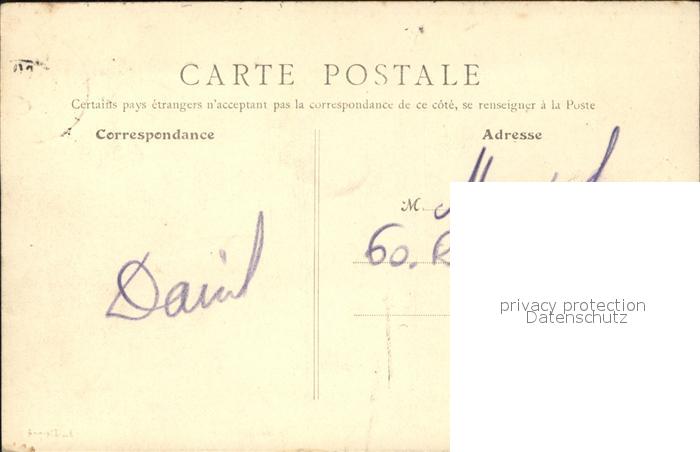 CARTE POSTALE
Certains pays étrangers n'acceptant pas la correspondance de ce côté, se renseigner à la Poste
Correspondance
Adresse
M.
60. R
David
privacy protection
Datenschutz